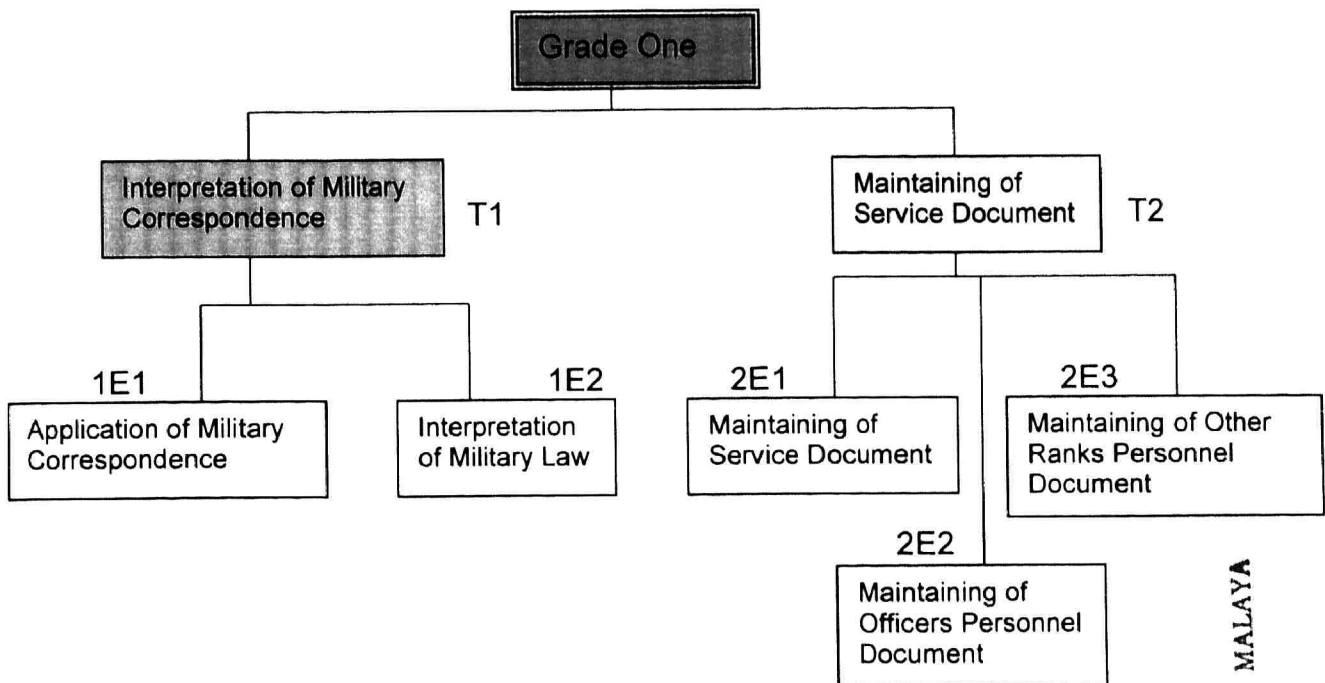 Grade One
Interpretation of Military
Correspondence
T1
Maintaining of
Service Document
T2
1E1
Application of Military
Correspondence
1E2
Interpretation
of Military Law
2E1
Maintaining of
Service Document
2E3
Maintaining of Other
Ranks Personnel
Document
2E2
Maintaining of
Officers Personnel
Document
MALAYA